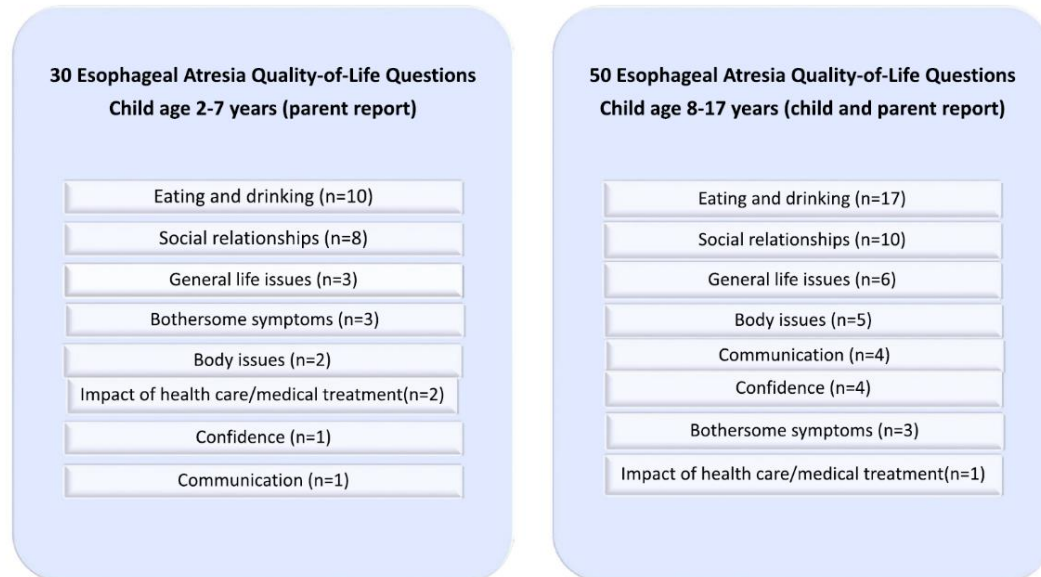 30 Esophageal Atresia Quality-of-Life Questions
Child age 2-7 years (parent report)
Eating and drinking (n=10)
Social relationships (n=8)
General life issues (n=3)
Bothersome symptoms (n=3)
Body issues (n=2)
Impact of health care/medical treatment(n=2)
Confidence (n=1)
Communication (n=1)
50 Esophageal Atresia Quality-of-Life Questions
Child age 8-17 years (child and parent report)
Eating and drinking (n=17)
Social relationships (n=10)
General life issues (n=6)
Body issues (n=5)
Communication (n=4)
Confidence (n=4)
Bothersome symptoms (n=3)
Impact of health care/medical treatment(n=1)